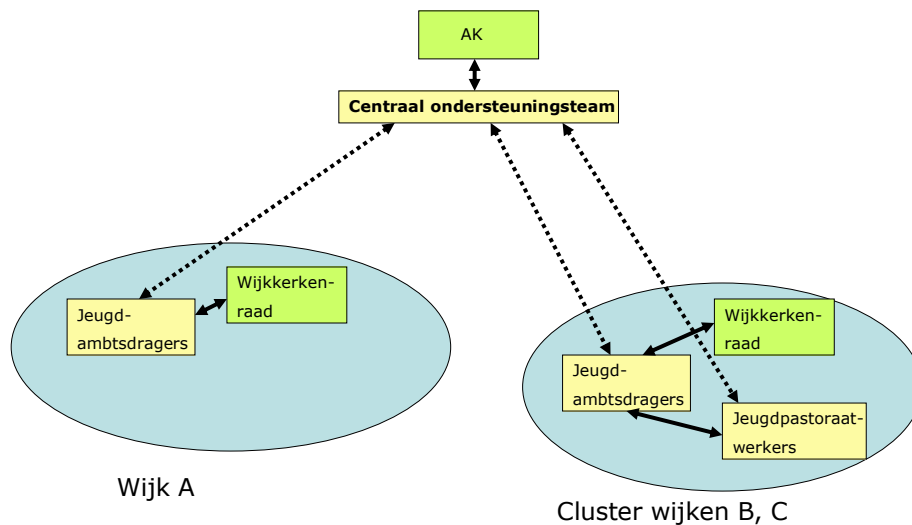 AK
Centraal ondersteuningsteam
Wijkkerken-
raad
Jeugd-
ambtsdragers
Wijkkerken-
raad
Jeugd-
ambtsdragers
Jeugdpastoraat-
werkers
Wijk A
Cluster wijken B, C